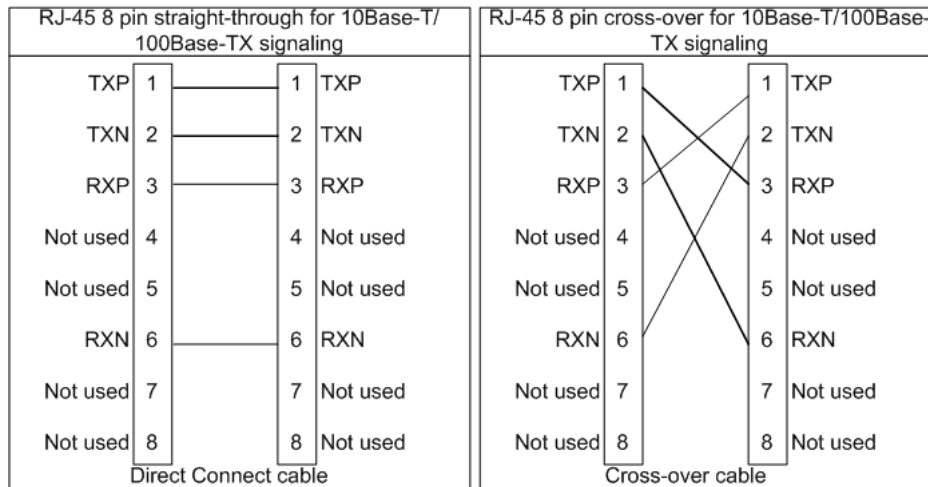 RJ-45 8 pin straight-through for 10Base-T/
100Base-TX signaling
TXP 1 1 TXP
TXN 2 2 TXN
RXP 3 3 RXP
Not used 4 4 Not used
Not used 5 5 Not used
RXN 6 6 RXN
Not used 7 7 Not used
Not used 8 8 Not used
Direct Connect cable
RJ-45 8 pin cross-over for 10Base-T/100Base-
TX signaling
TXP 1 1 TXP
TXN 2 2 TXN
RXP 3 3 RXP
Not used 4 4 Not used
Not used 5 5 Not used
RXN 6 6 RXN
Not used 7 7 Not used
Not used 8 8 Not used
Cross-over cable